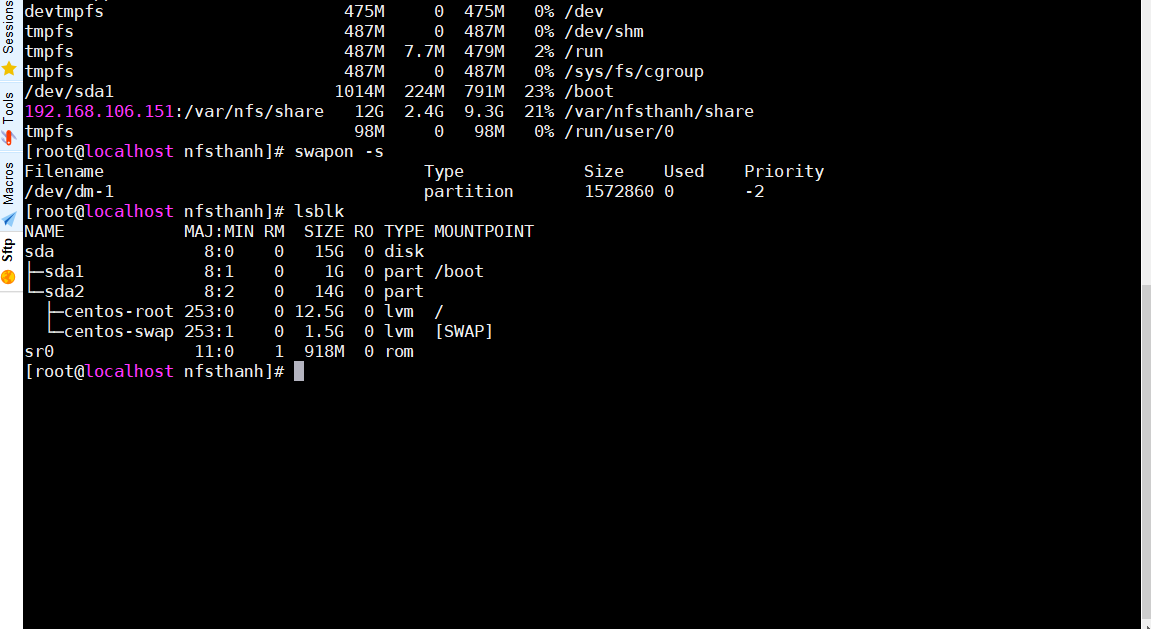 devtmpfs 475M 0 475M 0% /dev
tmpfs 487M 0 487M 0% /dev/shm
tmpfs 487M 7.7M 479M 2% /run
tmpfs 487M 0 487M 0% /sys/fs/cgroup
/dev/sda1 1014M 224M 791M 23% /boot
192.168.106.151:/var/nfs/share 12G 2.4G 9.3G 21% /var/nfsthanh/share
tmpfs 98M 0 98M 0% /run/user/0
[root@localhost nfsthanh]# swapon -s
Filename Type Size Used Priority
/dev/dm-1 partition 1572860 0 -2
[root@localhost nfsthanh]# lsblk
NAME MAJ:MIN RM SIZE RO TYPE MOUNTPOINT
sda 8:0 0 15G 0 disk
├─sda1 8:1 0 1G 0 part /boot
└─sda2 8:2 0 14G 0 part
├─centos-root 253:0 0 12.5G 0 lvm /
└─centos-swap 253:1 0 1.5G 0 lvm [SWAP]
sr0 11:0 1 918M 0 rom
[root@localhost nfsthanh]#
Sessions
Tools
Macros
Sftp